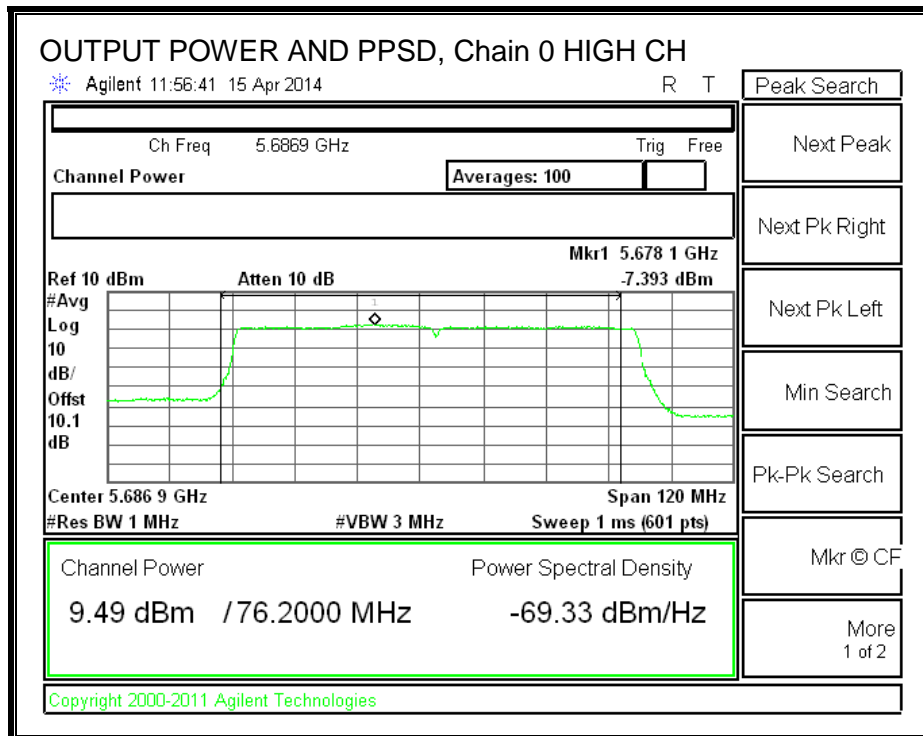 OUTPUT POWER AND PPSD, Chain 0 HIGH CH
Agilent 11:56:41 15 Apr 2014 R T
Peak Search
Ch Freq 5.6869 GHz Trig Free
Channel Power Averages: 100
Mkr1 5.678 1 GHz
Ref 10 dBm Atten 10 dB -7.393 dBm
#Avg
Log
10
dB/
Offst
10.1
dB
1
Center 5.686 9 GHz Span 120 MHz
#Res BW 1 MHz #VBW 3 MHz Sweep 1 ms (601 pts)
Channel Power Power Spectral Density
9.49 dBm / 76.2000 MHz -69.33 dBm/Hz
Next Peak
Next Pk Right
Next Pk Left
Min Search
Pk-Pk Search
Mkr © CF
More
1 of 2
Copyright 2000-2011 Agilent Technologies